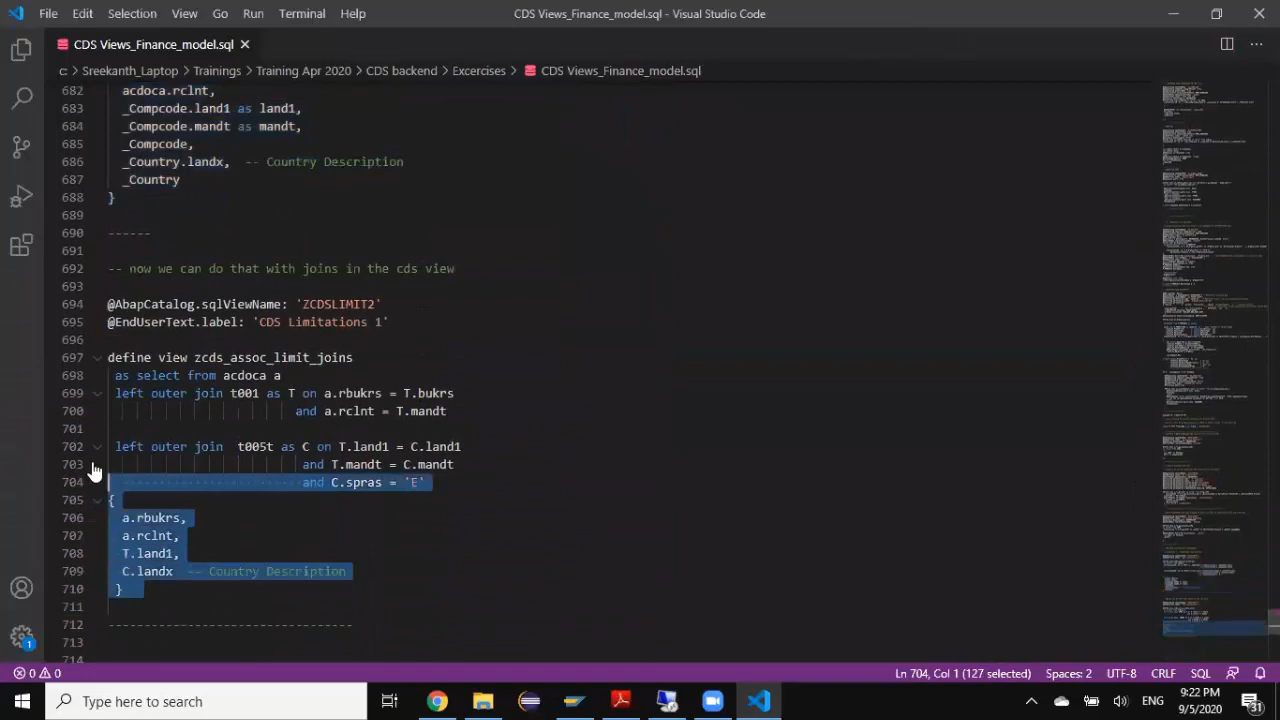 File Edit Selection View Go Run Terminal Help CDS Views_Finance_model.sql - Visual Studio Code
CDS Views_Finance_model.sql
c: > Sreekanth_Laptop > Trainings > Training Apr 2020 > CDS backend > Excercises > CDS Views_Finance_model.sql
682 acdoca.rclnt,
683 _Compcode.land1 as land1,
684 _Compcode.mandt as mandt,
685 _Compcode,
686 _Country.landx, -- Country Description
687 _Country
688 }
689
690 ------
691
692 -- now we can do that with joins in the cds view
693
694 @AbapCatalog.sqlViewName: 'ZCDSLIMIT2'
695 @EndUserText.label: 'CDS Limitations 1'
696
697 define view zcds_assoc_limit_joins
698 as select from acdoca a
699 left outer join t001 as T on a.rbukrs = T.bukrs
700 and a.rclnt = T.mandt
701
702 left outer join t005t as C on T.land1 = C.land1
703 and T.mandt = C.mandt
704 and C.spras = 'E'
705 {
706 a.rbukrs,
707 a.rclnt,
708 T.land1,
709 C.landx -- Country Description
710 }
711
712 ----------------------------------
713
714
0 0 Ln 704, Col 1 (127 selected) Spaces: 2 UTF-8 CRLF SQL
1
Type here to search
ENG
9:22 PM
9/5/2020
31